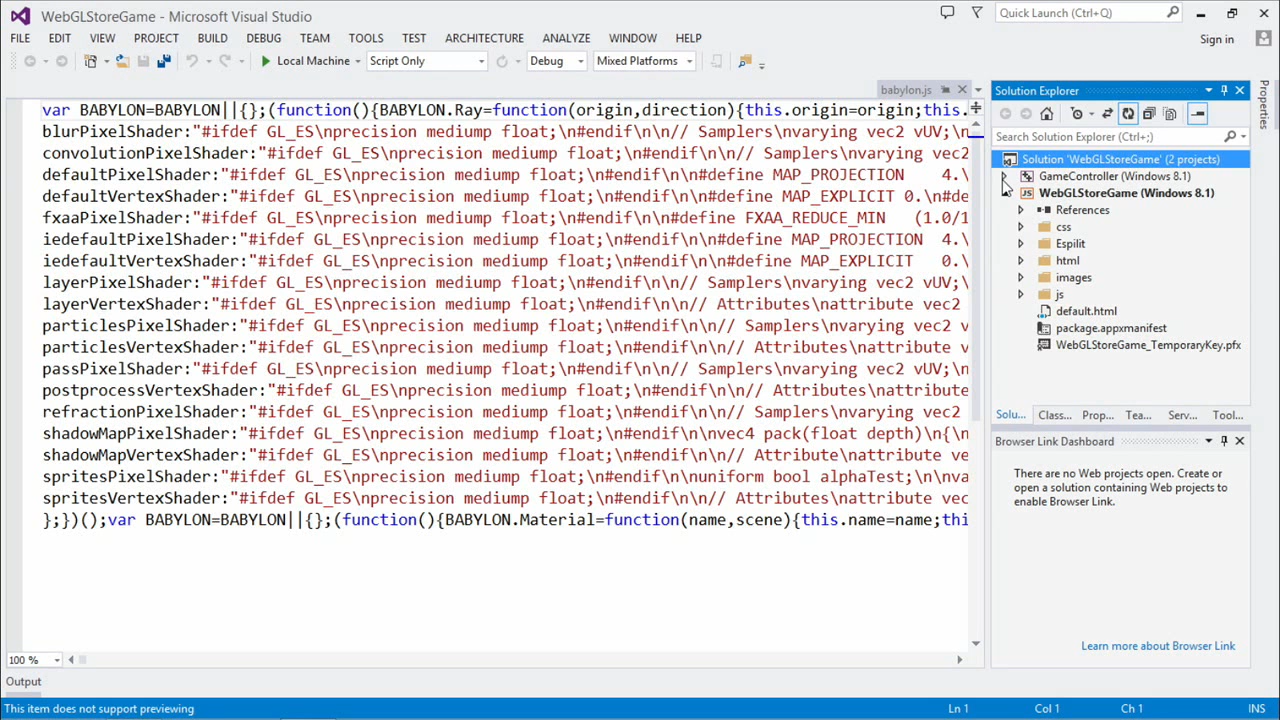 WebGLStoreGame - Microsoft Visual Studio
Quick Launch (Ctrl+Q)
FILE EDIT VIEW PROJECT BUILD DEBUG TEAM TOOLS TEST ARCHITECTURE ANALYZE WINDOW HELP
Sign in
Local Machine Script Only Debug Mixed Platforms
babylon.js
var BABYLON=BABYLON||{};(function(){BABYLON.Ray=function(origin,direction){this.origin=origin;this.
blurPixelShader:"#ifdef GL_ES\nprecision mediump float;\n#endif\n\n// Samplers\nvarying vec2 vUV;\n
convolutionPixelShader:"#ifdef GL_ES\nprecision mediump float;\n#endif\n\n// Samplers\nvarying vec2
defaultPixelShader:"#ifdef GL_ES\nprecision mediump float;\n#endif\n\n#define MAP_PROJECTION 4.\
defaultVertexShader:"#ifdef GL_ES\nprecision mediump float;\n#endif\n\n#define MAP_EXPLICIT 0.\n#de
fxaaPixelShader:"#ifdef GL_ES\nprecision mediump float;\n#endif\n\n#define FXAA_REDUCE_MIN (1.0/1
iedefaultPixelShader:"#ifdef GL_ES\nprecision mediump float;\n#endif\n\n#define MAP_PROJECTION 4.
iedefaultVertexShader:"#ifdef GL_ES\nprecision mediump float;\n#endif\n\n#define MAP_EXPLICIT 0.\
layerPixelShader:"#ifdef GL_ES\nprecision mediump float;\n#endif\n\n// Samplers\nvarying vec2 vUV;\
layerVertexShader:"#ifdef GL_ES\nprecision mediump float;\n#endif\n\n// Attributes\nattribute vec2
particlesPixelShader:"#ifdef GL_ES\nprecision mediump float;\n#endif\n\n// Samplers\nvarying vec2 v
particlesVertexShader:"#ifdef GL_ES\nprecision mediump float;\n#endif\n\n// Attributes\nattribute v
passPixelShader:"#ifdef GL_ES\nprecision mediump float;\n#endif\n\n// Samplers\nvarying vec2 vUV;\n
postprocessVertexShader:"#ifdef GL_ES\nprecision mediump float;\n#endif\n\n// Attributes\nattribute
refractionPixelShader:"#ifdef GL_ES\nprecision mediump float;\n#endif\n\n// Samplers\nvarying vec2
shadowMapPixelShader:"#ifdef GL_ES\nprecision mediump float;\n#endif\n\nvec4 pack(float depth)\n{\n
shadowMapVertexShader:"#ifdef GL_ES\nprecision mediump float;\n#endif\n\n// Attribute\nattribute ve
spritesPixelShader:"#ifdef GL_ES\nprecision mediump float;\n#endif\n\nuniform bool alphaTest;\n\nva
spritesVertexShader:"#ifdef GL_ES\nprecision mediump float;\n#endif\n\n// Attributes\nattribute vec
};})();var BABYLON=BABYLON||{};(function(){BABYLON.Material=function(name,scene){this.name=name;thi
100 %
Output
Solution Explorer
Search Solution Explorer (Ctrl+;)
Solution 'WebGLStoreGame' (2 projects)
GameController (Windows 8.1)
WebGLStoreGame (Windows 8.1)
References
css
Espilit
html
images
js
default.html
package.appxmanifest
WebGLStoreGame_TemporaryKey.pfx
Solu... Class... Prop... Tea... Serv... Tool...
Browser Link Dashboard
There are no Web projects open. Create or
open a solution containing Web projects to
enable Browser Link.
Learn more about Browser Link
Properties
This item does not support previewing
Ln 1 Col 1 Ch 1 INS